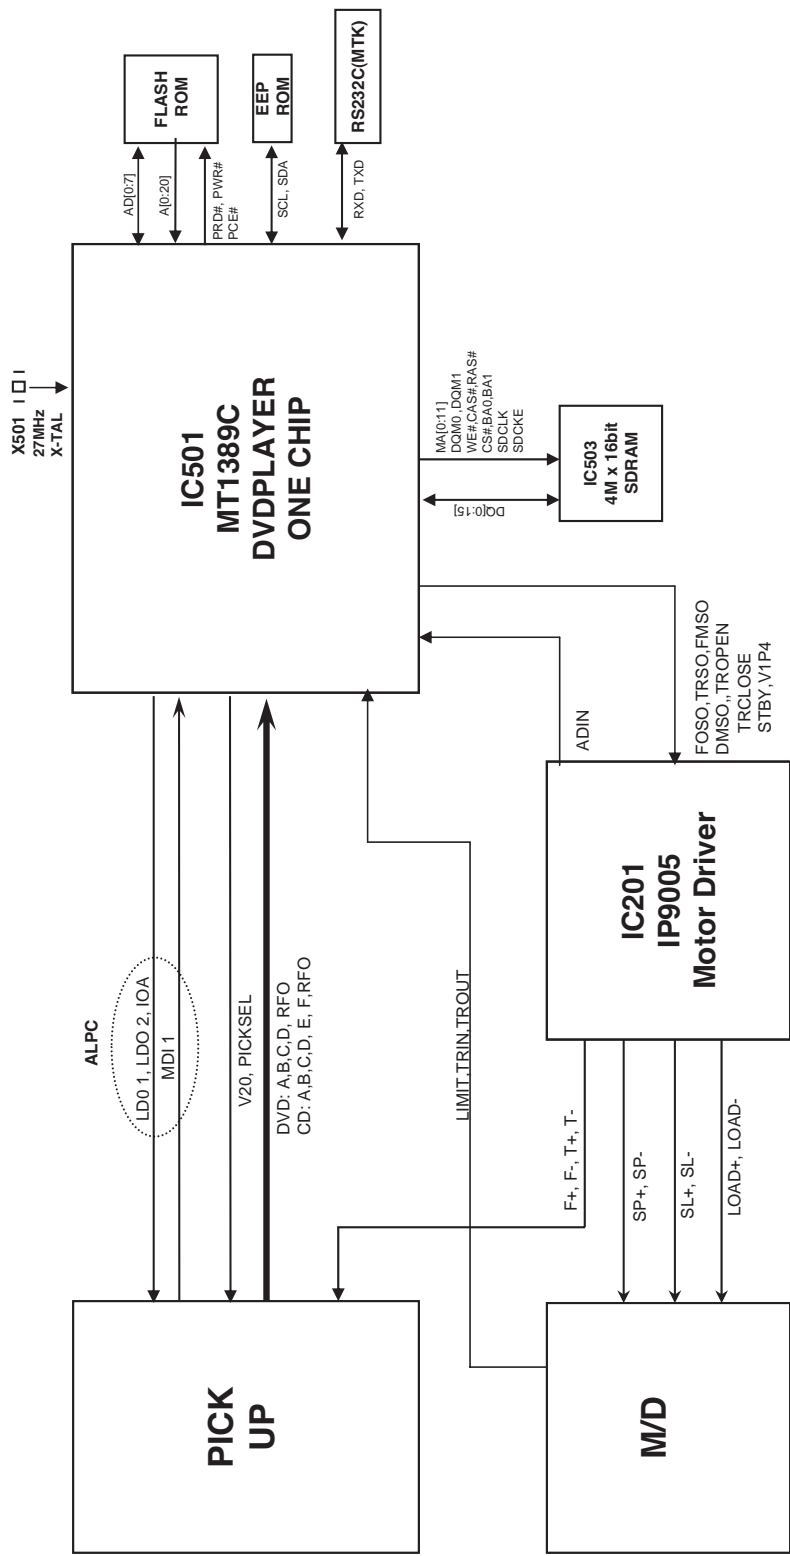 X501
27MHz
X-TAL
FLASH
ROM
EEP
ROM
RS232C(MTK)
AD[0:7]
A[0:20]
PRD#, PWR#
PCE#
SCL, SDA
RXD, TXD
IC501
MT1389C
DVDPLAYER
ONE CHIP
MA[0:11]
DQM0 ,DQM1
WE#,CAS#,RAS#
CS#,BA0,BA1
SDCLK
SDCKE
DQ[0:15]
IC503
4M x 16bit
SDRAM
ALPC
LD0 1, LDO 2, IOA
MDI 1
V20, PICKSEL
DVD: A,B,C,D, RFO
CD: A,B,C,D, E, F,RFO
LIMIT,TRIN,TROUT
ADIN
FOSO,TRSO,FMSO
DMSO,,TROPEN
TRCLOSE
STBY,V1P4
IC201
IP9005
Motor Driver
F+, F-, T+, T-
SP+, SP-
SL+, SL-
LOAD+, LOAD-
PICK
UP
M/D